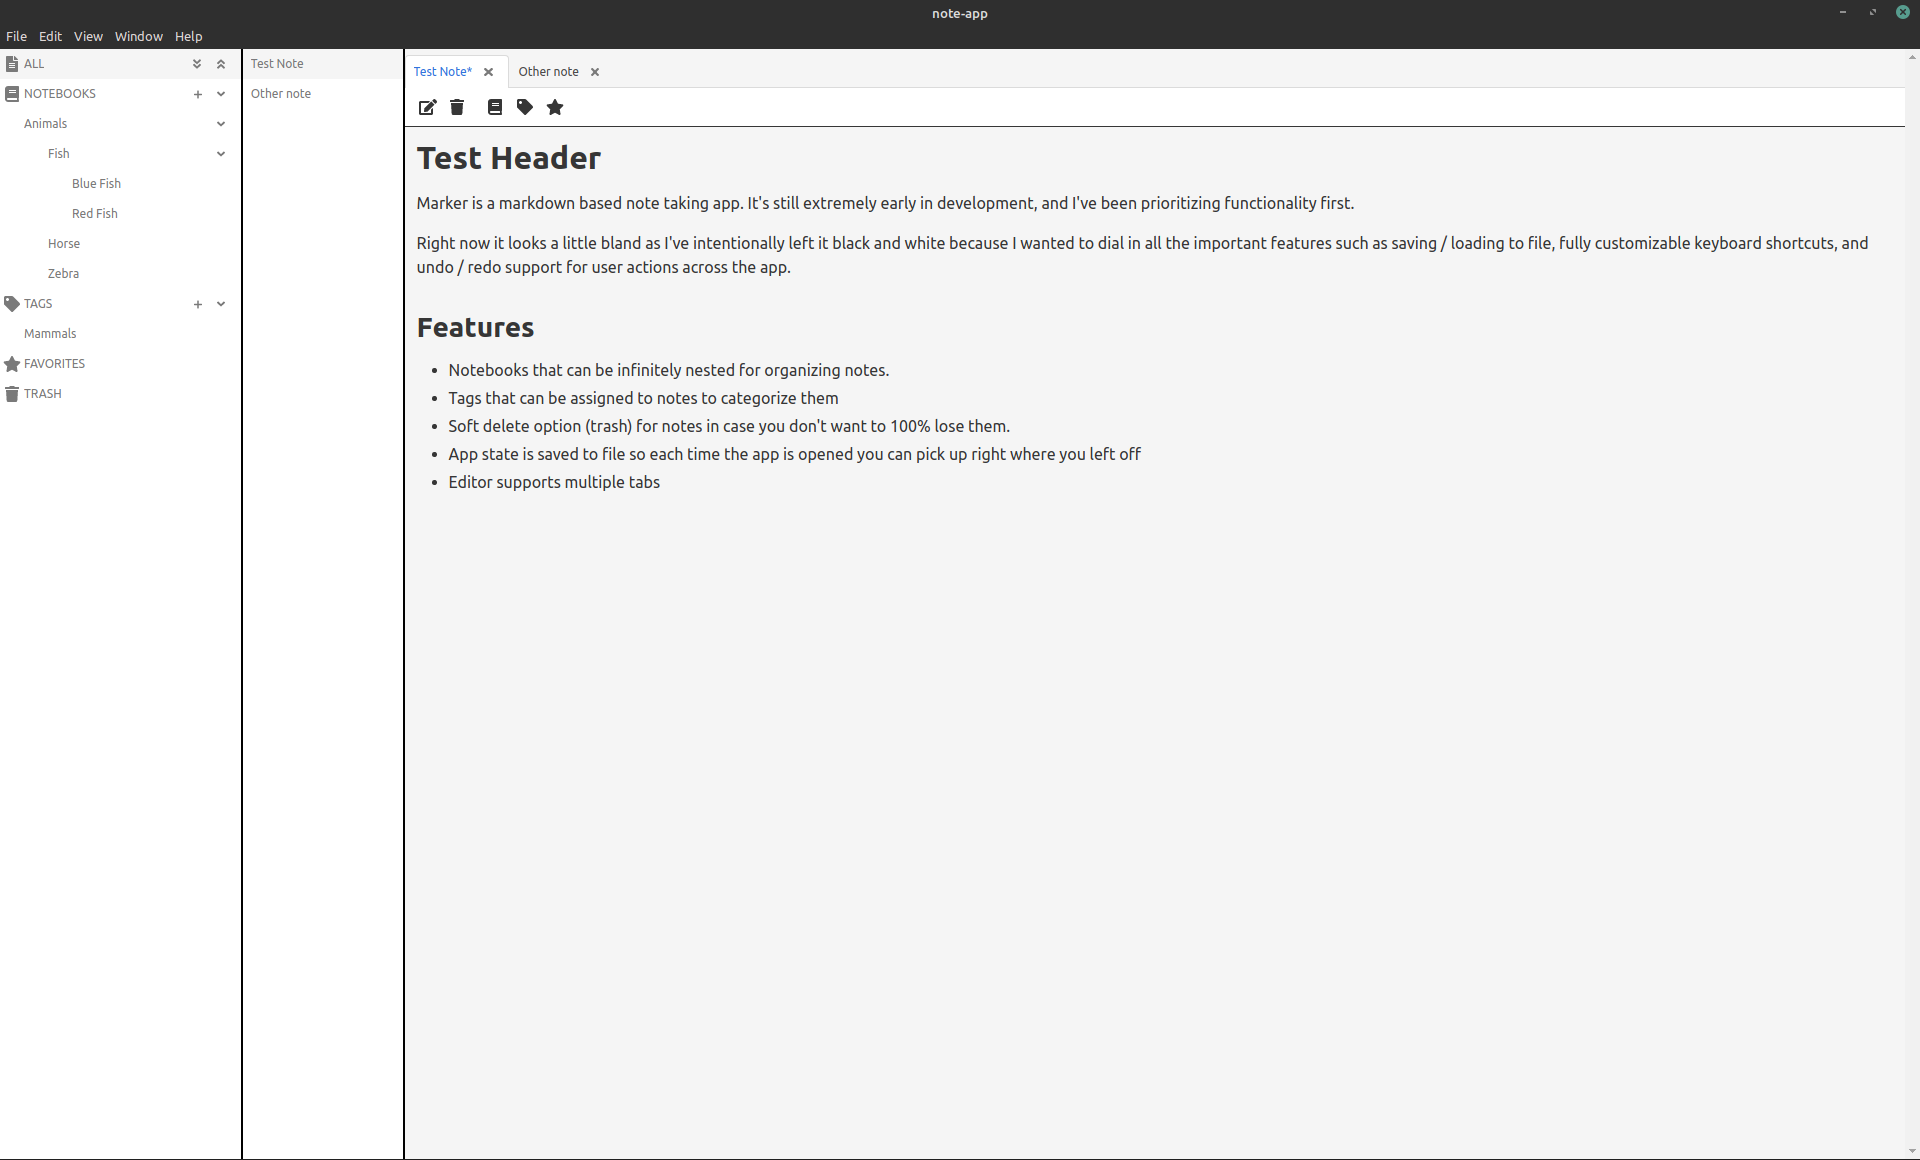 note-app
File Edit View Window Help
ALL
NOTEBOOKS
Animals
Fish
Blue Fish
Red Fish
Horse
Zebra
TAGS
Mammals
FAVORITES
TRASH
Test Note
Other note
Test Note* Other note
Test Header
Marker is a markdown based note taking app. It's still extremely early in development, and I've been prioritizing functionality first.
Right now it looks a little bland as I've intentionally left it black and white because I wanted to dial in all the important features such as saving / loading to file, fully customizable keyboard shortcuts, and
undo / redo support for user actions across the app.
Features
• Notebooks that can be infinitely nested for organizing notes.
• Tags that can be assigned to notes to categorize them
• Soft delete option (trash) for notes in case you don't want to 100% lose them.
• App state is saved to file so each time the app is opened you can pick up right where you left off
• Editor supports multiple tabs